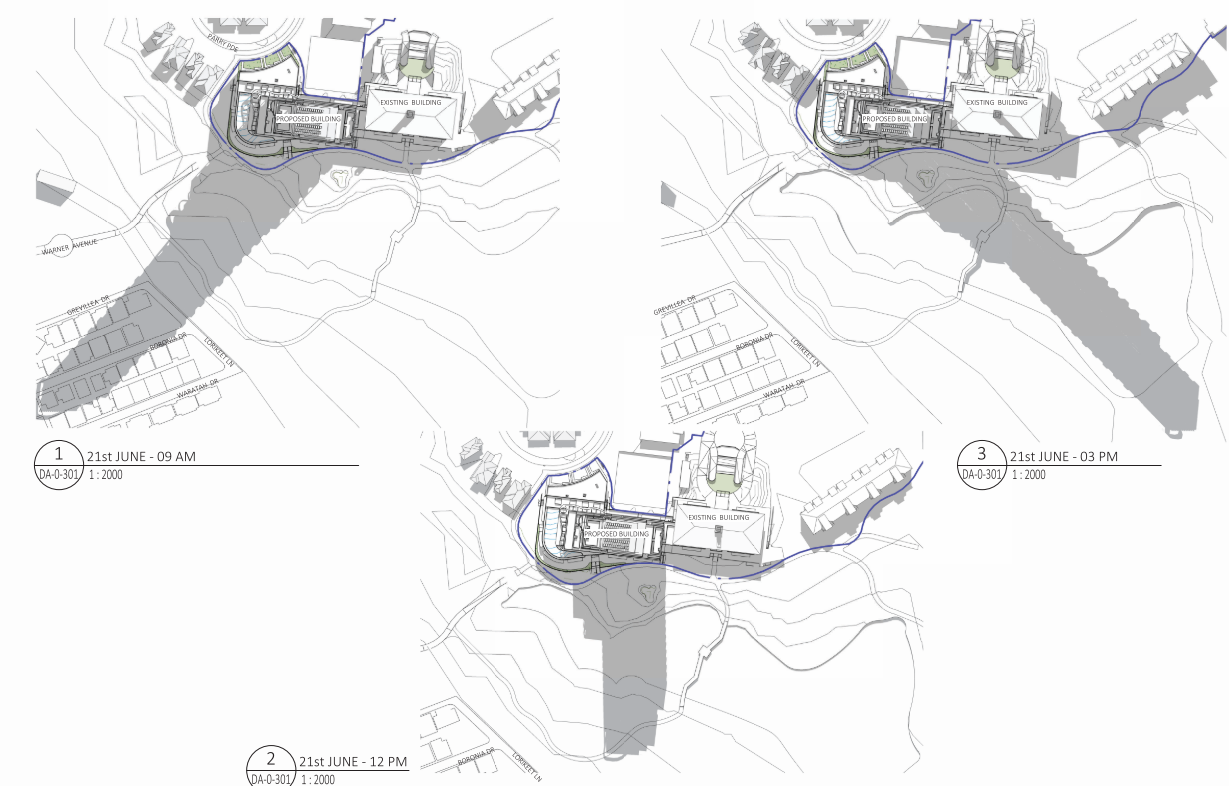 PARRY PDE
EXISTING BUILDING
PROPOSED BUILDING
WARNER AVENUE
GREVILLEA DR
BORONIA DR
LORIKEET LN
WARATAH DR
1
DA-0-301
21st JUNE - 09 AM
1 : 2000
EXISTING BUILDING
PROPOSED BUILDING
GREVILLEA DR
BORONIA DR
LORIKEET LN
WARATAH DR
3
DA-0-301
21st JUNE - 03 PM
1 : 2000
EXISTING BUILDING
PROPOSED BUILDING
BORONIA DR
LORIKEET LN
2
DA-0-301
21st JUNE - 12 PM
1 : 2000